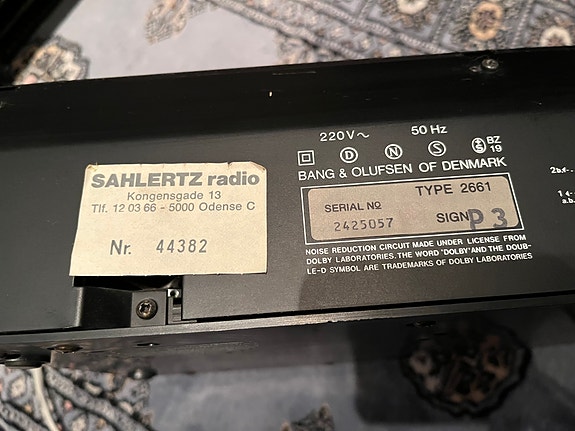 SAHLERTZ radio
Kongensgade 13
Tlf. 12 03 66 - 5000 Odense C
Nr. 44382
220V~ 50 Hz
D N S S BZ
19
BANG & OLUFSEN OF DENMARK
TYPE 2661
SERIAL No
2425057
SIGN P 3
NOISE REDUCTION CIRCUIT MADE UNDER LICENSE FROM
DOLBY LABORATORIES. THE WORD "DOLBY" AND THE DOUB-
LE-D SYMBOL ARE TRADEMARKS OF DOLBY LABORATORIES